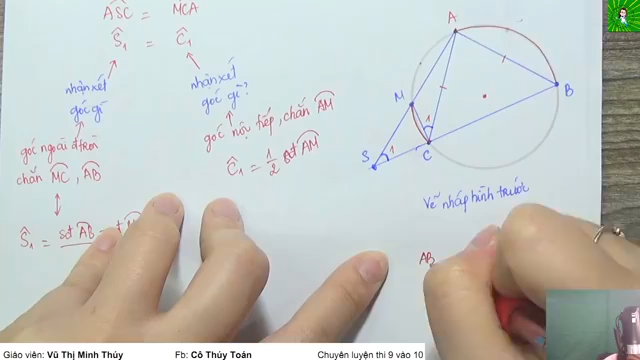 ASC = MCA
Ŝ₁ = Ĉ₁
nhận xét
góc gì
nhận xét
góc gì?
góc nội tiếp, chắn AM
Ĉ₁ = 1/2 sđ AM
góc ngoài đ tròn
chắn MC, AB
Ŝ₁ = sđ AB
A
B
M
1
S
1
C
Vẽ nháp hình trước
AB
Giáo viên: Vũ Thị Minh Thúy
Fb: Cô Thúy Toán
Chuyên luyện thi 9 vào 10